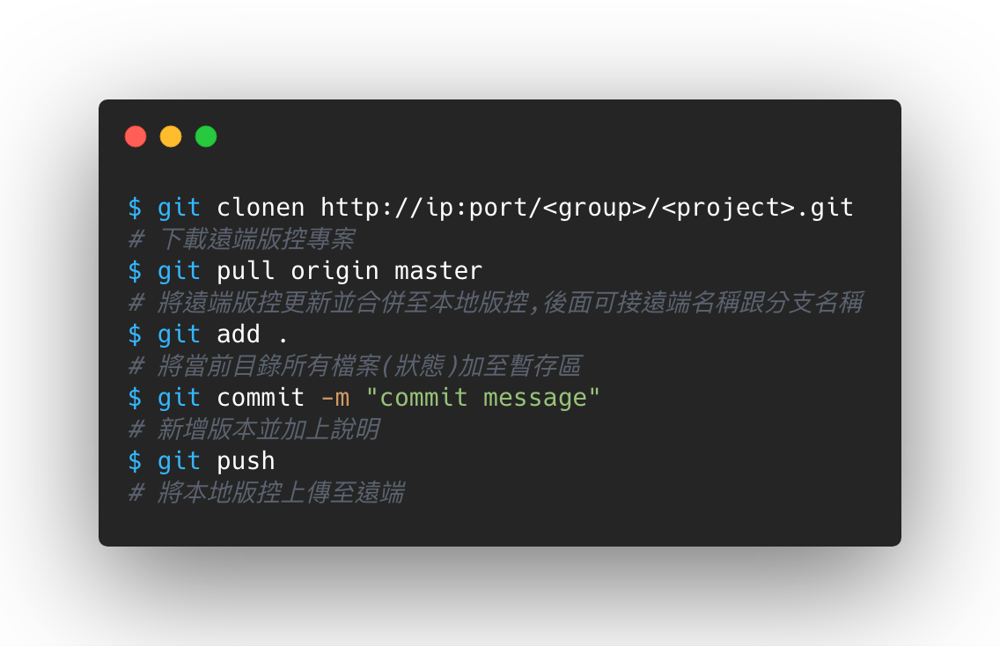 $ git clonen http://ip:port/<group>/<project>.git
# 下載遠端版控專案
$ git pull origin master
# 將遠端版控更新並合併至本地版控,後面可接遠端名稱跟分支名稱
$ git add .
# 將當前目錄所有檔案(狀態)加至暫存區
$ git commit -m "commit message"
# 新增版本並加上說明
$ git push
# 將本地版控上傳至遠端